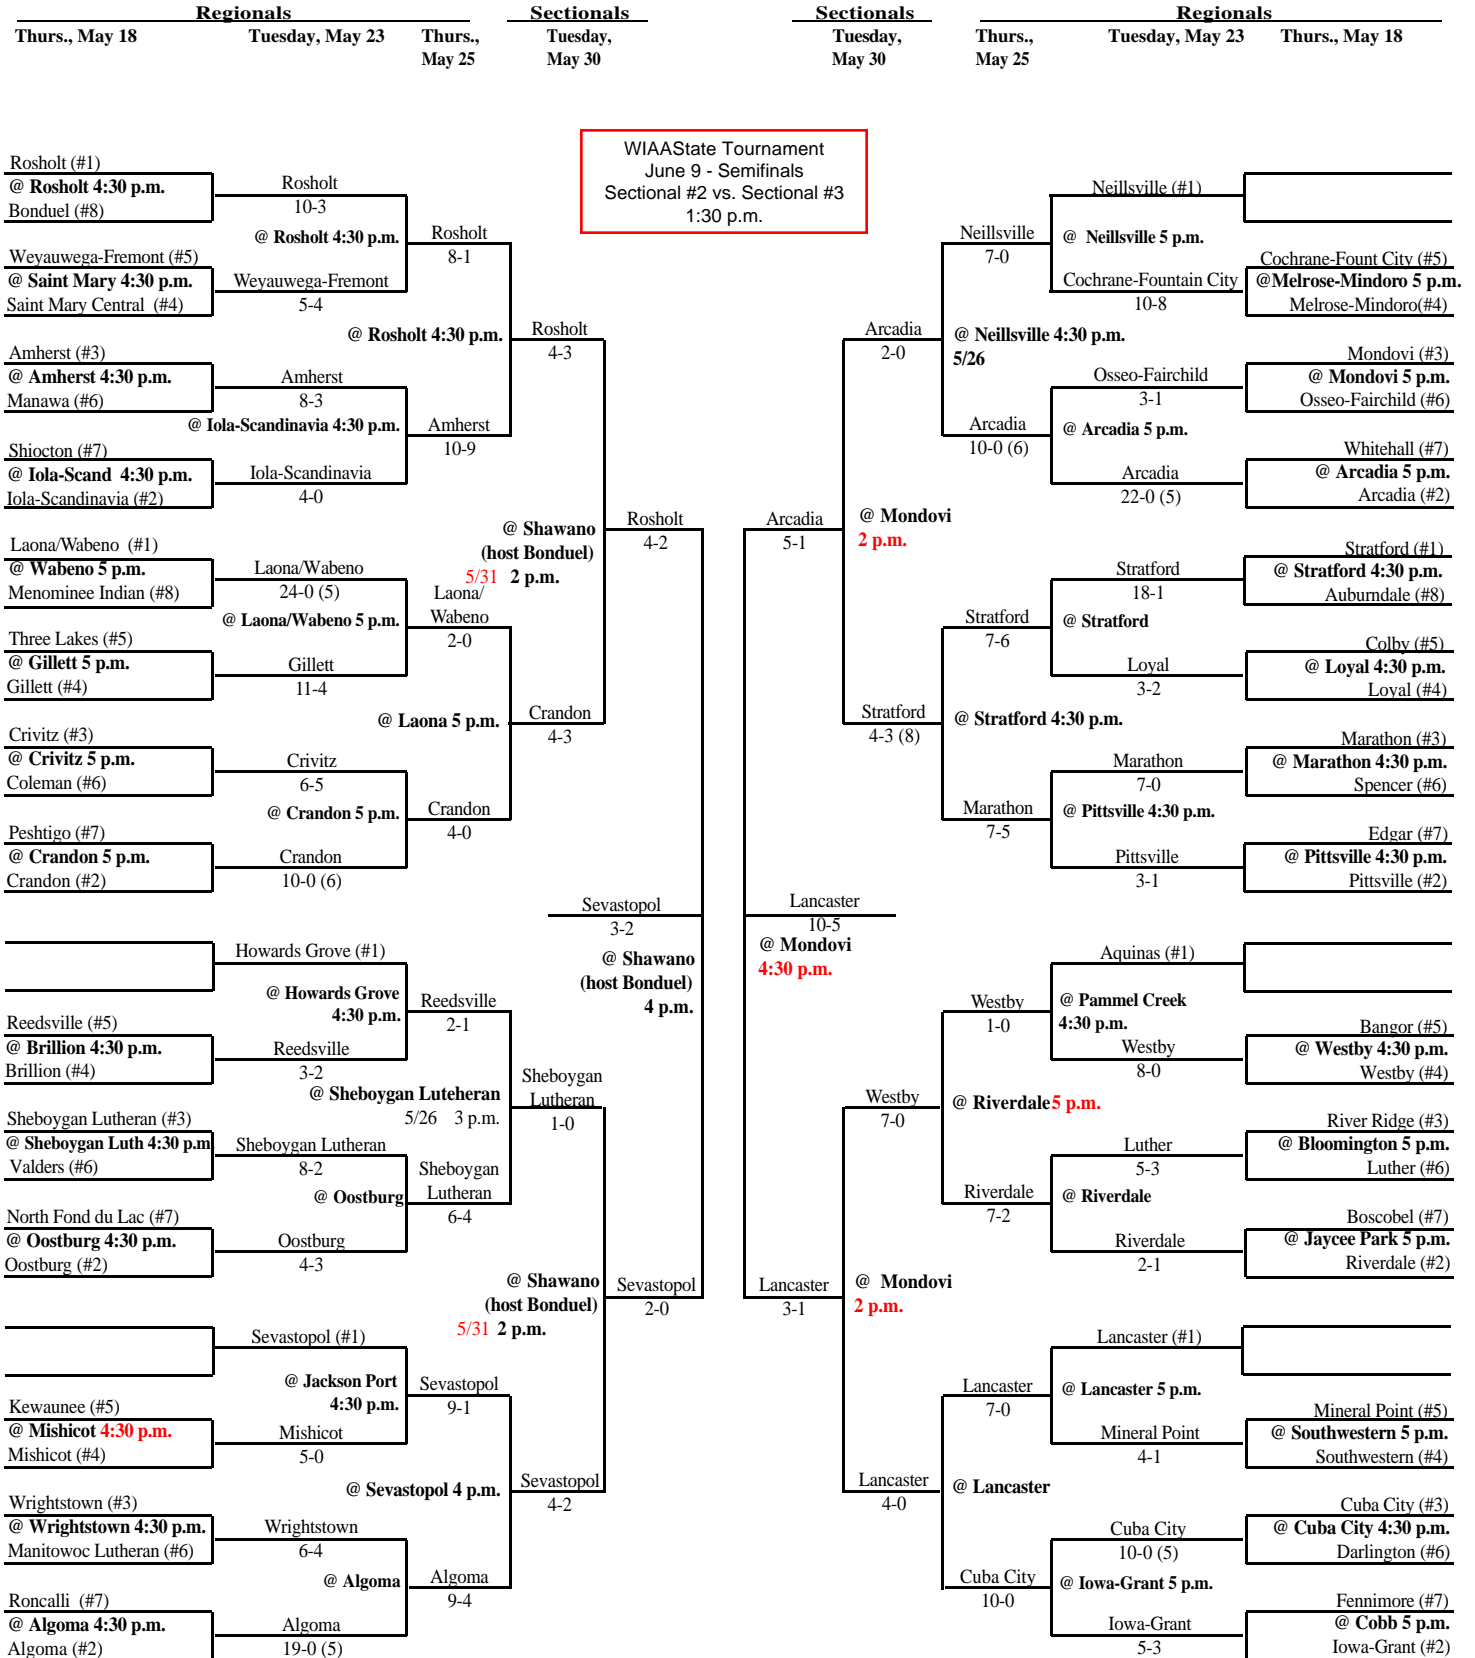 Regionals
Sectionals
Sectionals
Regionals
Thurs., May 18
Tuesday, May 23
Thurs.,
May 25
Tuesday,
May 30
Tuesday,
May 30
Thurs.,
May 25
Tuesday, May 23
Thurs., May 18
WIAAState Tournament
June 9 - Semifinals
Sectional #2 vs. Sectional #3
1:30 p.m.
Rosholt (#1)
@ Rosholt 4:30 p.m.
Bonduel (#8)
Rosholt
10-3
@ Rosholt 4:30 p.m.
Rosholt
8-1
Weyauwega-Fremont (#5)
@ Saint Mary 4:30 p.m.
Saint Mary Central (#4)
Weyauwega-Fremont
5-4
@ Rosholt 4:30 p.m.
Rosholt
4-3
Amherst (#3)
@ Amherst 4:30 p.m.
Manawa (#6)
Amherst
8-3
@ Iola-Scandinavia 4:30 p.m.
Amherst
10-9
Shiocton (#7)
@ Iola-Scand 4:30 p.m.
Iola-Scandinavia (#2)
Iola-Scandinavia
4-0
@ Shawano
(host Bonduel)
5/31 2 p.m.
Rosholt
4-2
Laona/Wabeno (#1)
@ Wabeno 5 p.m.
Menominee Indian (#8)
Laona/Wabeno
24-0 (5)
@ Laona/Wabeno 5 p.m.
Laona/
Wabeno
2-0
Three Lakes (#5)
@ Gillett 5 p.m.
Gillett (#4)
Gillett
11-4
@ Laona 5 p.m.
Crandon
4-3
Crivitz (#3)
@ Crivitz 5 p.m.
Coleman (#6)
Crivitz
6-5
@ Crandon 5 p.m.
Crandon
4-0
Peshtigo (#7)
@ Crandon 5 p.m.
Crandon (#2)
Crandon
10-0 (6)
Sevastopol
3-2
@ Shawano
(host Bonduel)
4 p.m.
Howards Grove (#1)
@ Howards Grove
4:30 p.m.
Reedsville
2-1
Reedsville (#5)
@ Brillion 4:30 p.m.
Brillion (#4)
Reedsville
3-2
@ Sheboygan Luteheran
5/26 3 p.m.
Sheboygan
Lutheran
1-0
Sheboygan Lutheran (#3)
@ Sheboygan Luth 4:30 p.m.
Valders (#6)
Sheboygan Lutheran
8-2
@ Oostburg
Sheboygan
Lutheran
6-4
North Fond du Lac (#7)
@ Oostburg 4:30 p.m.
Oostburg (#2)
Oostburg
4-3
@ Shawano
(host Bonduel)
5/31 2 p.m.
Sevastopol
2-0
Sevastopol (#1)
@ Jackson Port
4:30 p.m.
Sevastopol
9-1
Kewaunee (#5)
@ Mishicot 4:30 p.m.
Mishicot (#4)
Mishicot
5-0
@ Sevastopol 4 p.m.
Sevastopol
4-2
Wrightstown (#3)
@ Wrightstown 4:30 p.m.
Manitowoc Lutheran (#6)
Wrightstown
6-4
@ Algoma
Algoma
9-4
Roncalli (#7)
@ Algoma 4:30 p.m.
Algoma (#2)
Algoma
19-0 (5)
Neillsville (#1)
Neillsville
7-0
@ Neillsville 5 p.m.
Cochrane-Fount City (#5)
@Melrose-Mindoro 5 p.m.
Melrose-Mindoro(#4)
Cochrane-Fountain City
10-8
Arcadia
2-0
@ Neillsville 4:30 p.m.
5/26
Mondovi (#3)
@ Mondovi 5 p.m.
Osseo-Fairchild (#6)
Osseo-Fairchild
3-1
Arcadia
10-0 (6)
@ Arcadia 5 p.m.
Whitehall (#7)
@ Arcadia 5 p.m.
Arcadia (#2)
Arcadia
22-0 (5)
Arcadia
5-1
@ Mondovi
2 p.m.
Stratford (#1)
@ Stratford 4:30 p.m.
Auburndale (#8)
Stratford
18-1
Stratford
7-6
@ Stratford
Colby (#5)
@ Loyal 4:30 p.m.
Loyal (#4)
Loyal
3-2
Stratford
4-3 (8)
@ Stratford 4:30 p.m.
Marathon (#3)
@ Marathon 4:30 p.m.
Spencer (#6)
Marathon
7-0
Marathon
7-5
@ Pittsville 4:30 p.m.
Edgar (#7)
@ Pittsville 4:30 p.m.
Pittsville (#2)
Pittsville
3-1
Lancaster
10-5
@ Mondovi
4:30 p.m.
Aquinas (#1)
Westby
1-0
@ Pammel Creek
4:30 p.m.
Bangor (#5)
@ Westby 4:30 p.m.
Westby (#4)
Westby
8-0
Westby
7-0
@ Riverdale 5 p.m.
River Ridge (#3)
@ Bloomington 5 p.m.
Luther (#6)
Luther
5-3
Riverdale
7-2
@ Riverdale
Boscobel (#7)
@ Jaycee Park 5 p.m.
Riverdale (#2)
Riverdale
2-1
Lancaster
3-1
@ Mondovi
2 p.m.
Lancaster (#1)
Lancaster
7-0
@ Lancaster 5 p.m.
Mineral Point (#5)
@ Southwestern 5 p.m.
Southwestern (#4)
Mineral Point
4-1
Lancaster
4-0
@ Lancaster
Cuba City (#3)
@ Cuba City 4:30 p.m.
Darlington (#6)
Cuba City
10-0 (5)
Cuba City
10-0
@ Iowa-Grant 5 p.m.
Fennimore (#7)
@ Cobb 5 p.m.
Iowa-Grant (#2)
Iowa-Grant
5-3